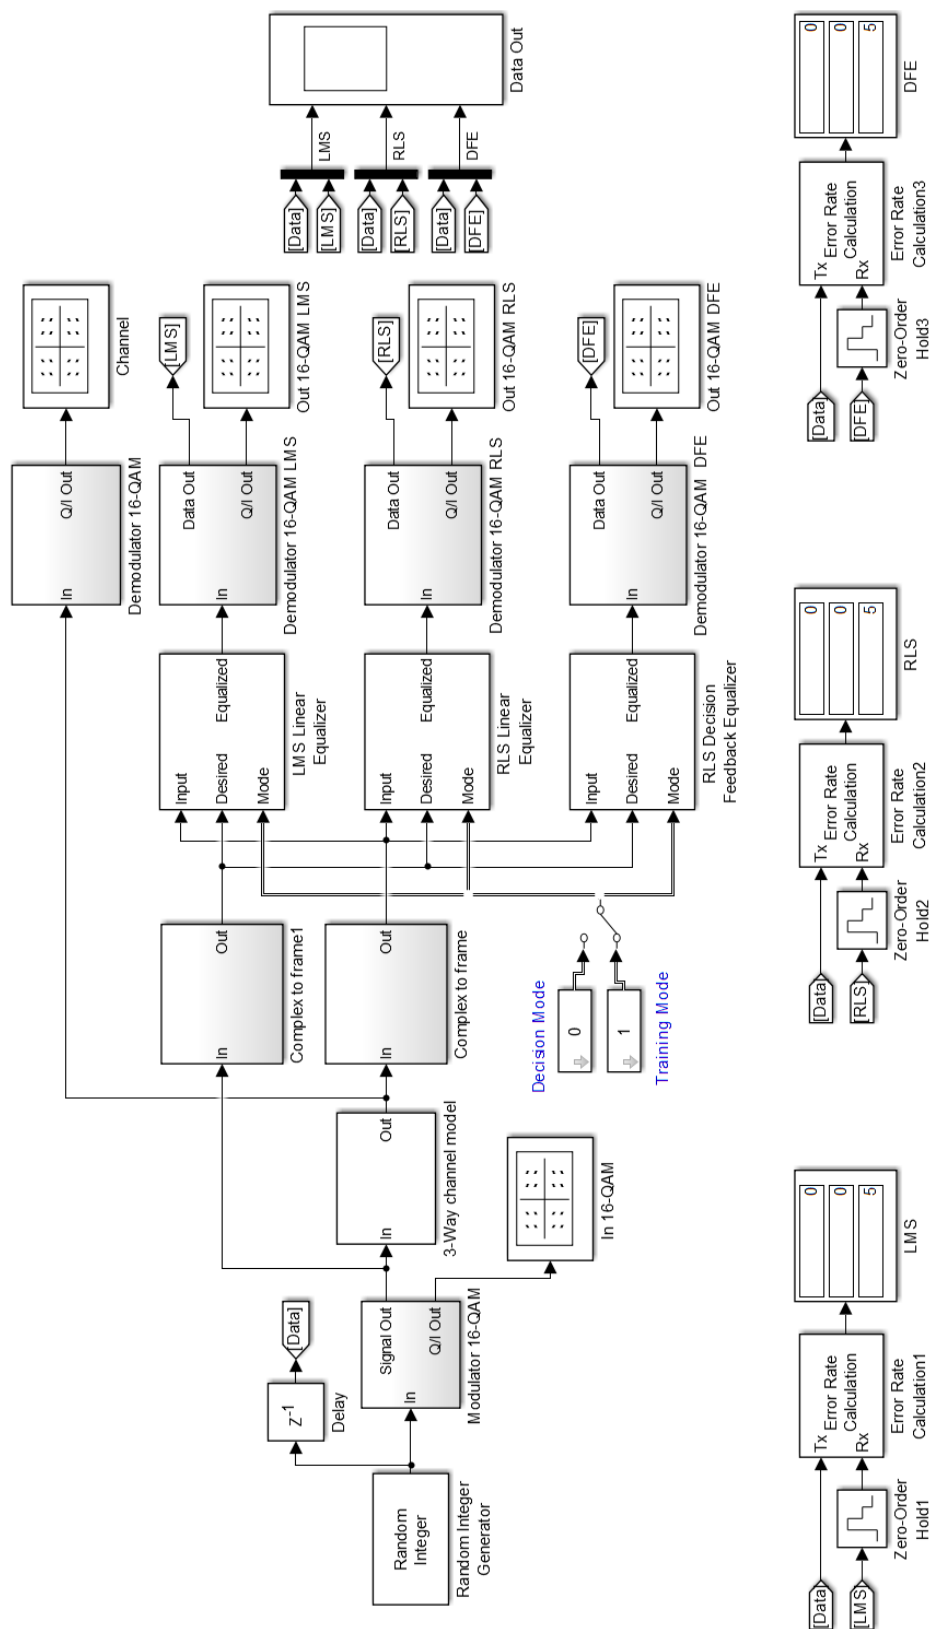 Random
Integer
Random Integer
Generator
Z-1
Delay
[Data]
In
Signal Out
Q/I Out
Modulator 16-QAM
In 16-QAM
In
Out
3-Way channel model
In
Out
Complex to frame1
In
Out
Complex to frame
Decision Mode
0
1
Training Mode
Input
Desired
Mode
Equalized
LMS Linear
Equalizer
Input
Desired
Mode
Equalized
RLS Linear
Equalizer
Input
Desired
Mode
Equalized
RLS Decision
Feedback Equalizer
In
Q/I Out
Demodulator 16-QAM
Channel
In
Data Out
Q/I Out
Demodulator 16-QAM LMS
[LMS]
Out 16-QAM LMS
In
Data Out
Q/I Out
Demodulator 16-QAM RLS
[RLS]
Out 16-QAM RLS
In
Data Out
Q/I Out
Demodulator 16-QAM DFE
[DFE]
Out 16-QAM DFE
[Data]
[LMS]
LMS
[Data]
[RLS]
RLS
[Data]
[DFE]
DFE
Data Out
[Data]
[LMS]
Zero-Order
Hold1
Tx
Rx
Error Rate
Calculation
Error Rate
Calculation1
0
0
5
LMS
[Data]
[RLS]
Zero-Order
Hold2
Tx
Rx
Error Rate
Calculation
Error Rate
Calculation2
0
0
5
RLS
[Data]
[DFE]
Zero-Order
Hold3
Tx
Rx
Error Rate
Calculation
Error Rate
Calculation3
0
0
5
DFE